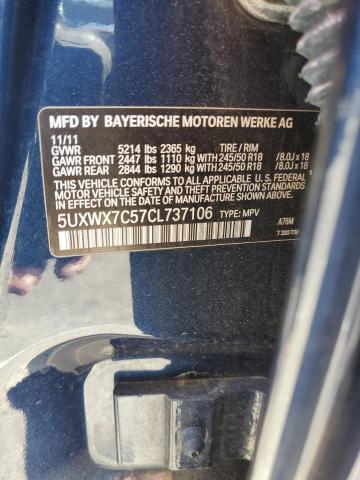 MFD BY BAYERISCHE MOTOREN WERKE AG
11/11
GVWR 5214 lbs 2365 kg TIRE / RIM
GAWR FRONT 2447 lbs 1110 kg WITH 245/50 R18 /8.0J x 18
GAWR REAR 2844 lbs 1290 kg WITH 245/50 R18 /8.0J x 18
THIS VEHICLE CONFORMS TO ALL APPLICABLE U. S. FEDERAL
MOTOR VEHICLE SAFETY STANDARDS
IN EFFECT ON THE DATE OF MANUFACTURE SHOWN ABOVE.
5UXWX7C57CL737106 TYPE: MPV
A76M